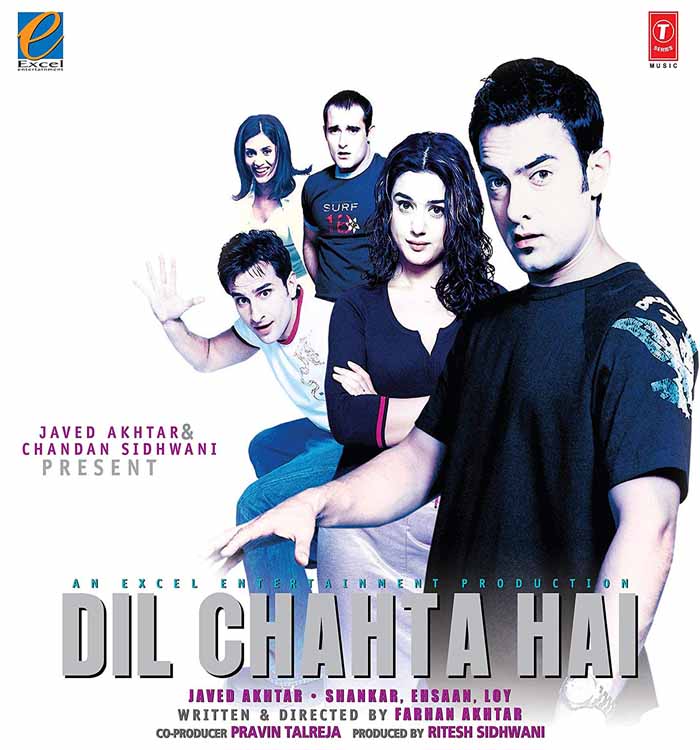 e
Excel
entertainment
T
SERIES
MUSIC
SURF
18
JAVED AKHTAR &
CHANDAN SIDHWANI
PRESENT
AN EXCEL ENTERTAINMENT PRODUCTION
DIL CHAHTA HAI
JAVED AKHTAR • SHANKAR, EHSAAN, LOY
WRITTEN & DIRECTED BY FARHAN AKHTAR
CO-PRODUCER PRAVIN TALREJA PRODUCED BY RITESH SIDHWANI